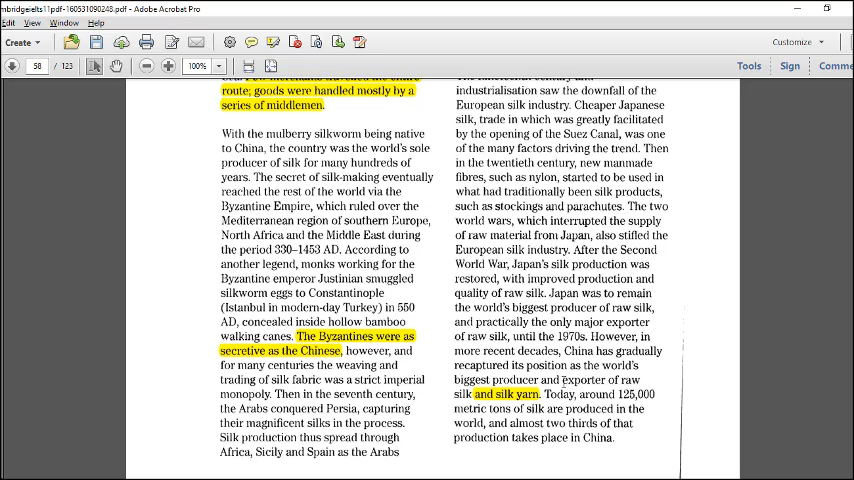 mbridgeielts11pdf-160531090248.pdf - Adobe Acrobat Pro
Edit View Window Help
Create
Customize
58 / 123
100%
Tools Sign Comme
route; goods were handled mostly by a
series of middlemen.
With the mulberry silkworm being native
to China, the country was the world's sole
producer of silk for many hundreds of
years. The secret of silk-making eventually
reached the rest of the world via the
Byzantine Empire, which ruled over the
Mediterranean region of southern Europe,
North Africa and the Middle East during
the period 330–1453 AD. According to
another legend, monks working for the
Byzantine emperor Justinian smuggled
silkworm eggs to Constantinople
(Istanbul in modern-day Turkey) in 550
AD, concealed inside hollow bamboo
walking canes. The Byzantines were as
secretive as the Chinese, however, and
for many centuries the weaving and
trading of silk fabric was a strict imperial
monopoly. Then in the seventh century,
the Arabs conquered Persia, capturing
their magnificent silks in the process.
Silk production thus spread through
Africa, Sicily and Spain as the Arabs
industrialisation saw the downfall of the
European silk industry. Cheaper Japanese
silk, trade in which was greatly facilitated
by the opening of the Suez Canal, was one
of the many factors driving the trend. Then
in the twentieth century, new manmade
fibres, such as nylon, started to be used in
what had traditionally been silk products,
such as stockings and parachutes. The two
world wars, which interrupted the supply
of raw material from Japan, also stifled the
European silk industry. After the Second
World War, Japan's silk production was
restored, with improved production and
quality of raw silk. Japan was to remain
the world's biggest producer of raw silk,
and practically the only major exporter
of raw silk, until the 1970s. However, in
more recent decades, China has gradually
recaptured its position as the world's
biggest producer and exporter of raw
silk and silk yarn. Today, around 125,000
metric tons of silk are produced in the
world, and almost two thirds of that
production takes place in China.